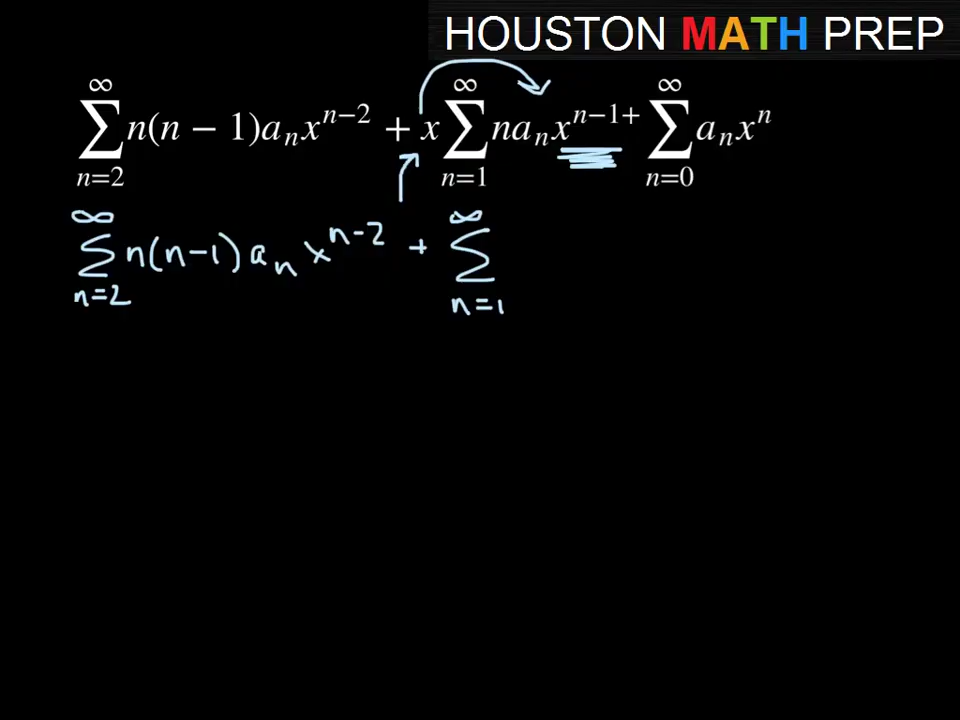 HOUSTON MATH PREP
∑_{n=2}^{∞} n(n − 1)a_n x^{n−2} + x ∑_{n=1}^{∞} na_n x^{n−1} + ∑_{n=0}^{∞} a_n x^n
∑_{n=2}^{∞} n(n-1) a_n x^{n-2} + ∑_{n=1}^{∞}